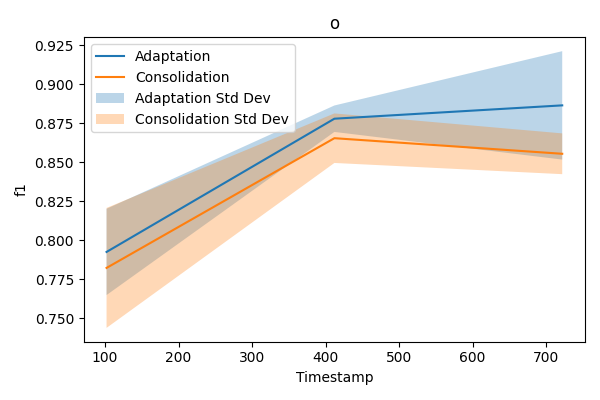 o
0.925
0.900
0.875
0.850
0.825
0.800
0.775
0.750
f1
Adaptation
Consolidation
Adaptation Std Dev
Consolidation Std Dev
100 200 300 400 500 600 700
Timestamp